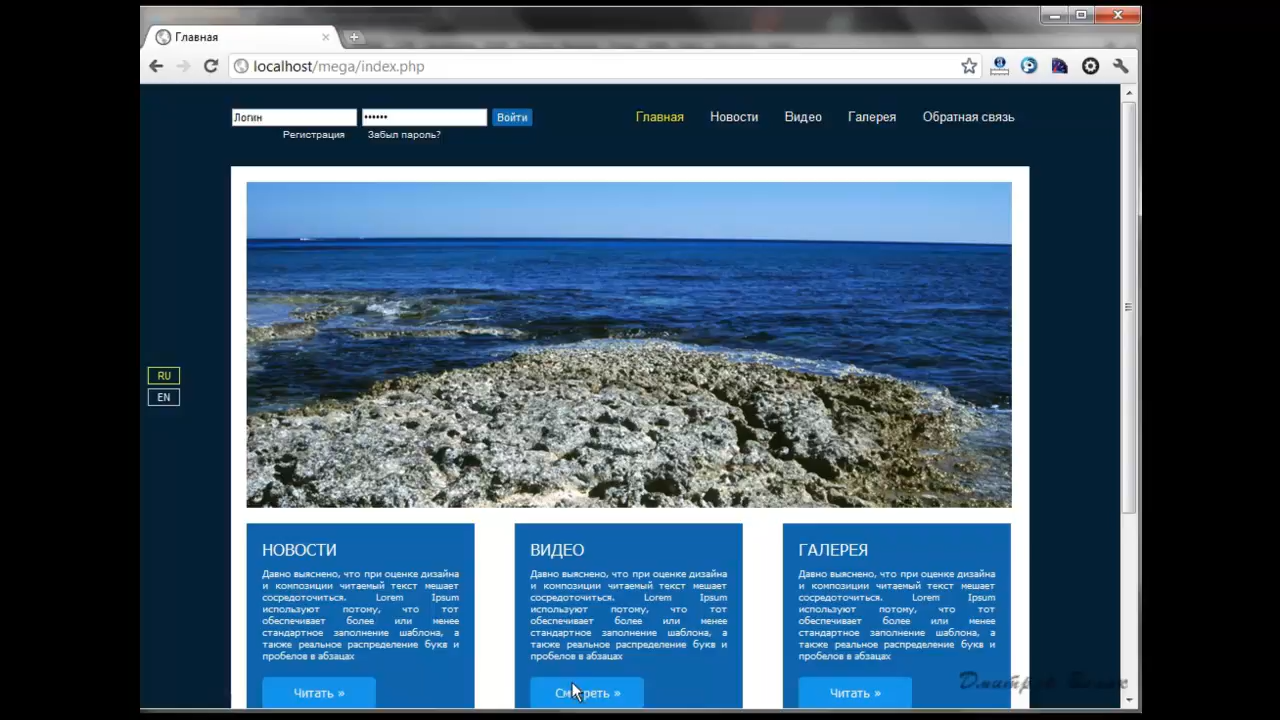 Главная
localhost/mega/index.php
Логин
Войти
Регистрация Забыл пароль?
Главная Новости Видео Галерея Обратная связь
RU
EN
НОВОСТИ
Давно выяснено, что при оценке дизайна
и композиции читаемый текст мешает
сосредоточиться. Lorem Ipsum
используют потому, что тот
обеспечивает более или менее
стандартное заполнение шаблона, а
также реальное распределение букв и
пробелов в абзацах
Читать »
ВИДЕО
Давно выяснено, что при оценке дизайна
и композиции читаемый текст мешает
сосредоточиться. Lorem Ipsum
используют потому, что тот
обеспечивает более или менее
стандартное заполнение шаблона, а
также реальное распределение букв и
пробелов в абзацах
Смотреть »
ГАЛЕРЕЯ
Давно выяснено, что при оценке дизайна
и композиции читаемый текст мешает
сосредоточиться. Lorem Ipsum
используют потому, что тот
обеспечивает более или менее
стандартное заполнение шаблона, а
также реальное распределение букв и
пробелов в абзацах
Читать »